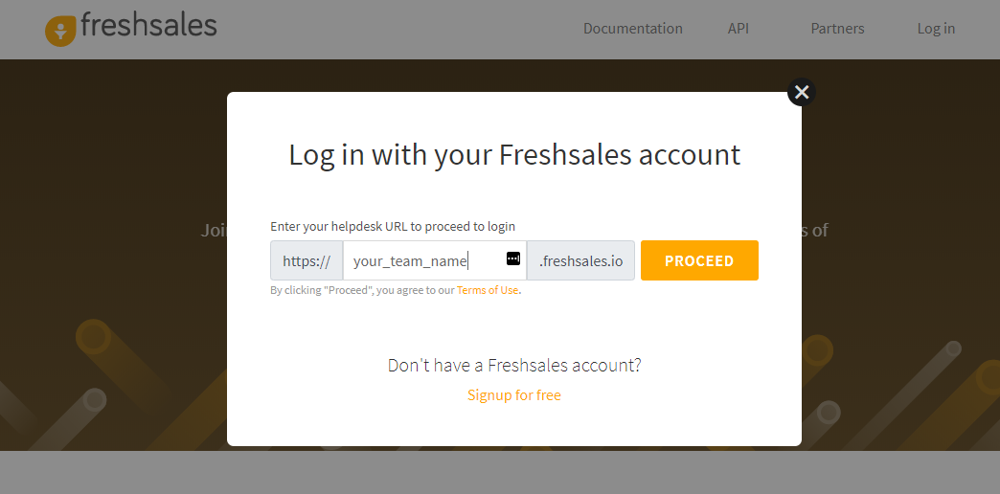 freshsales
Documentation API Partners Log in
Log in with your Freshsales account
s of
Enter your helpdesk URL to proceed to login
https:// your_team_name .freshsales.io PROCEED
By clicking "Proceed", you agree to our Terms of Use.
Don't have a Freshsales account?
Signup for free